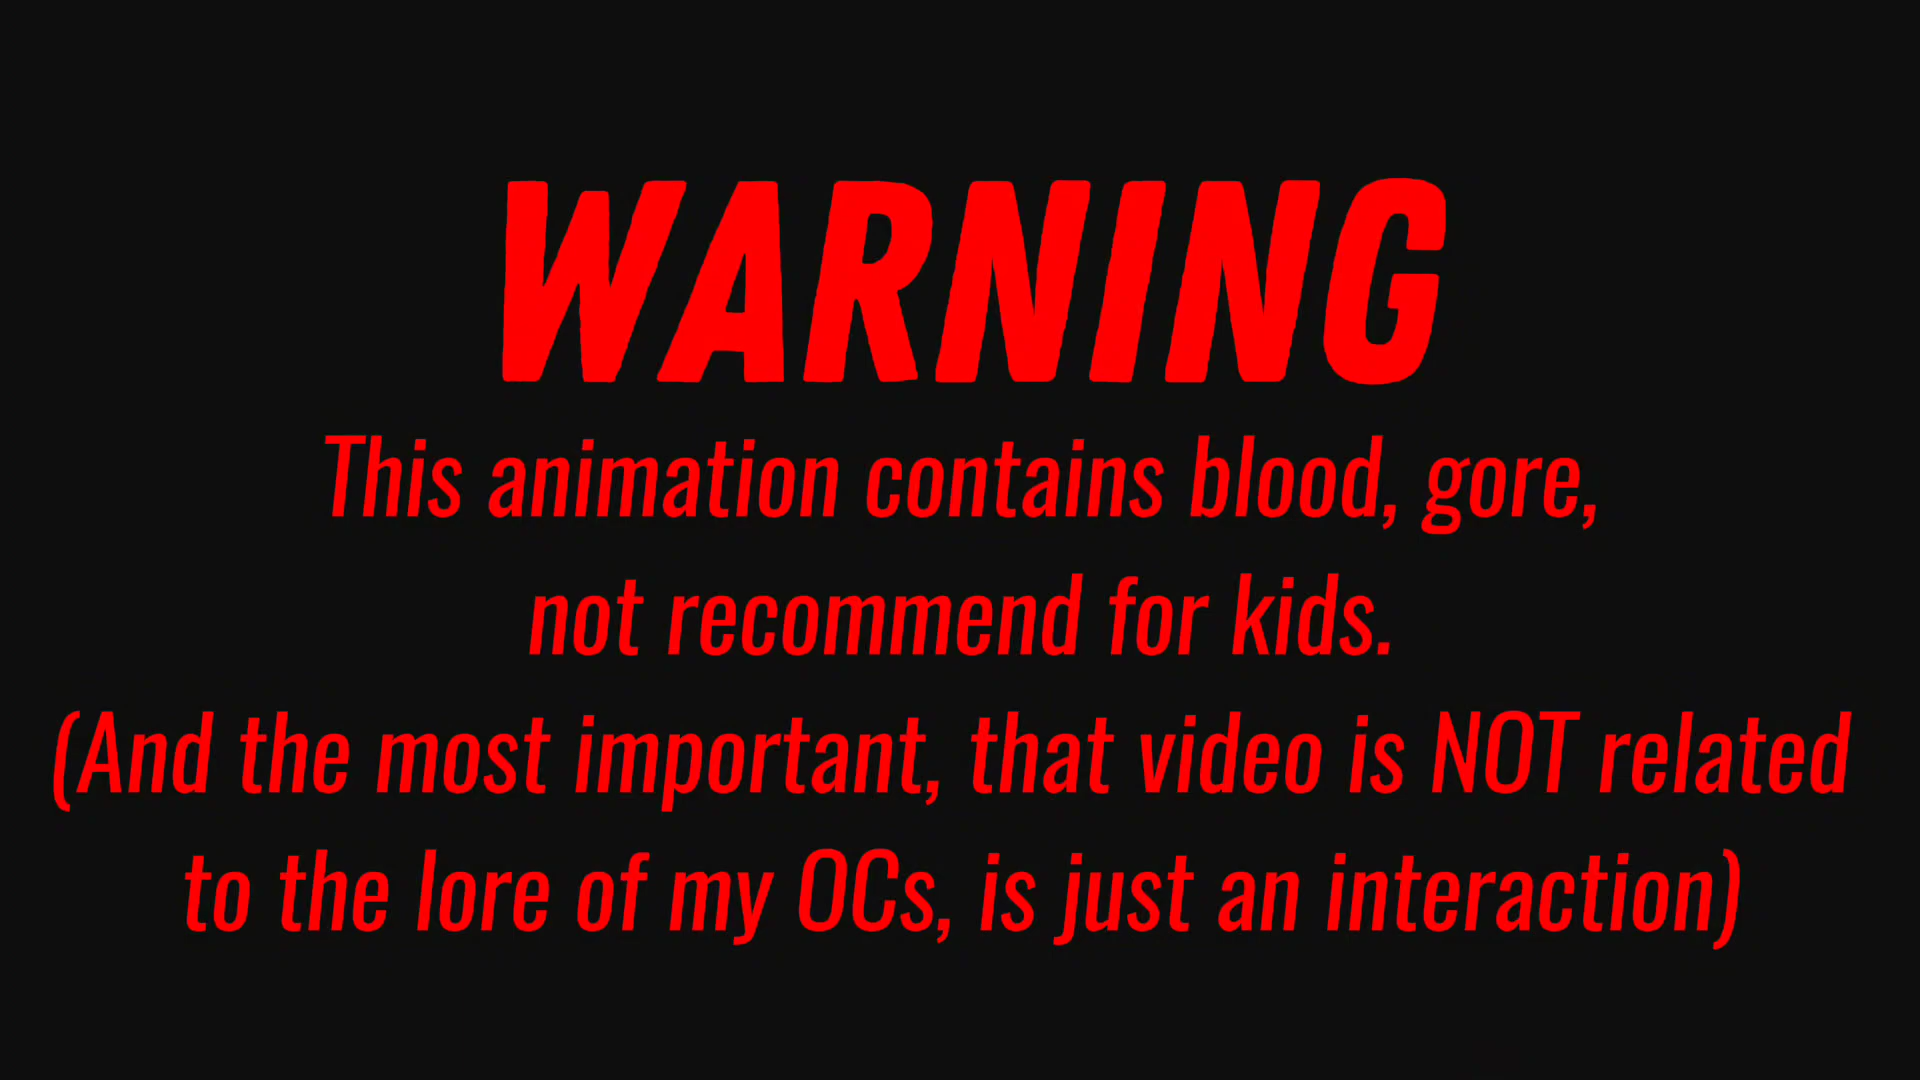 WARNING
This animation contains blood, gore,
not recommend for kids.
(And the most important, that video is NOT related
to the lore of my OCs, is just an interaction)